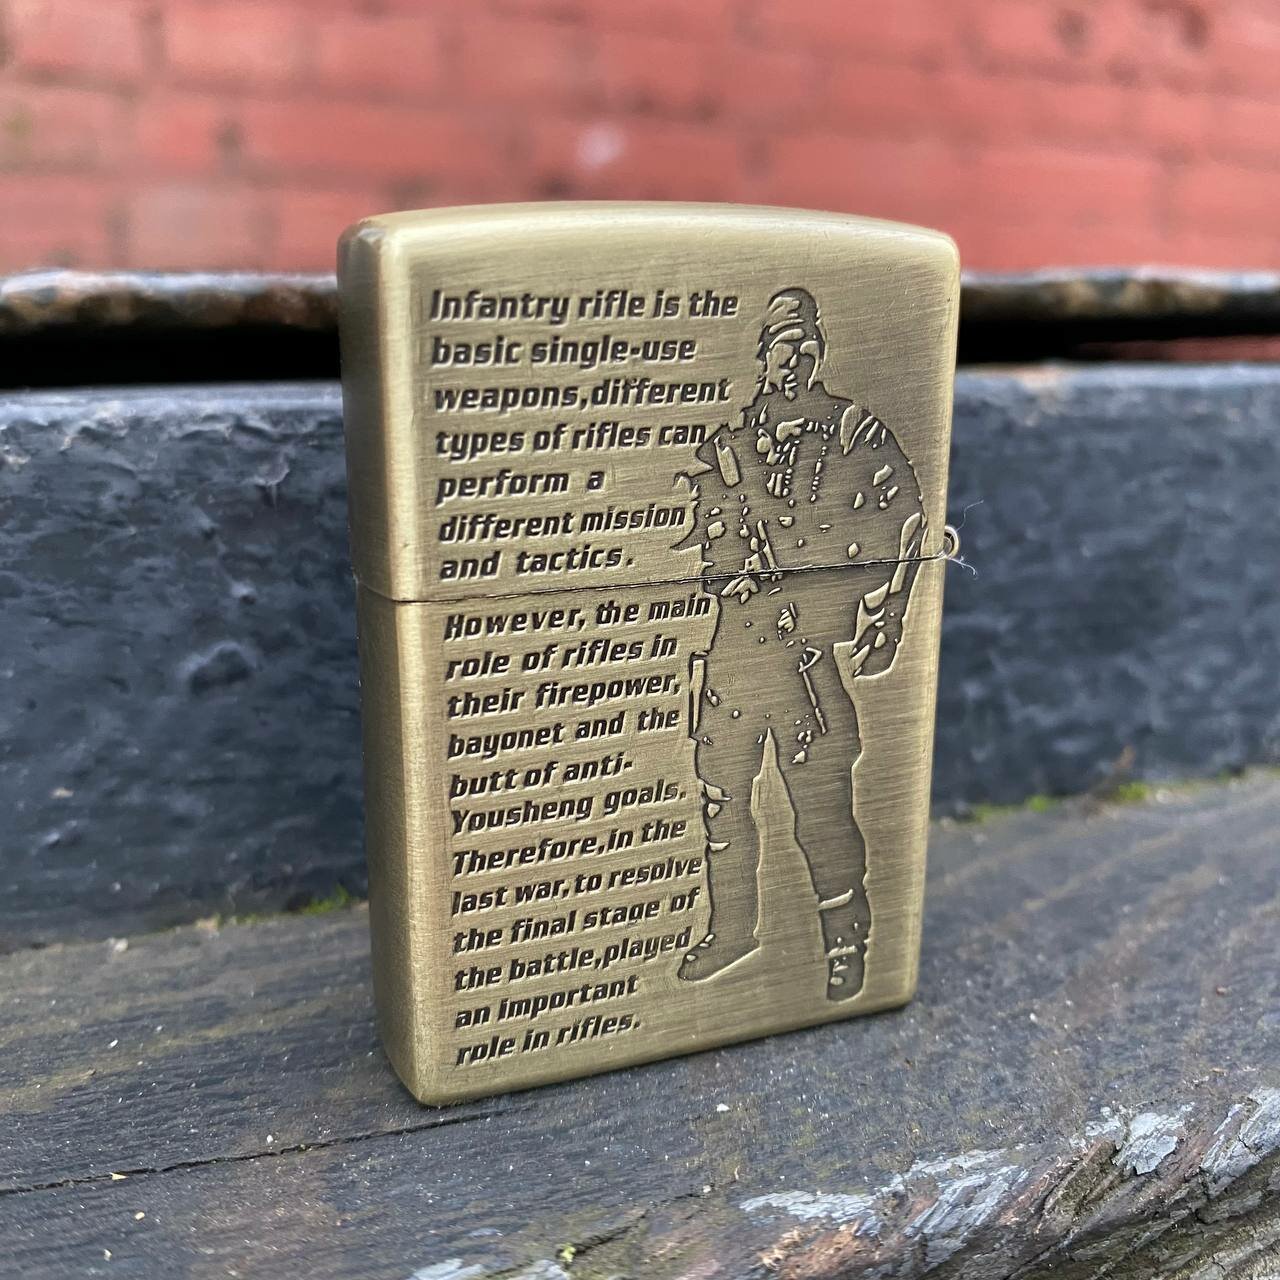 Infantry rifle is the
basic single-use
weapons,different
types of rifles can
perform a
different mission
and tactics.
However, the main
role of rifles in
their firepower,
bayonet and the
butt of anti-
Yousheng goals.
Therefore,in the
last war,to resolve
the final stage of
the battle,played
an important
role in rifles.